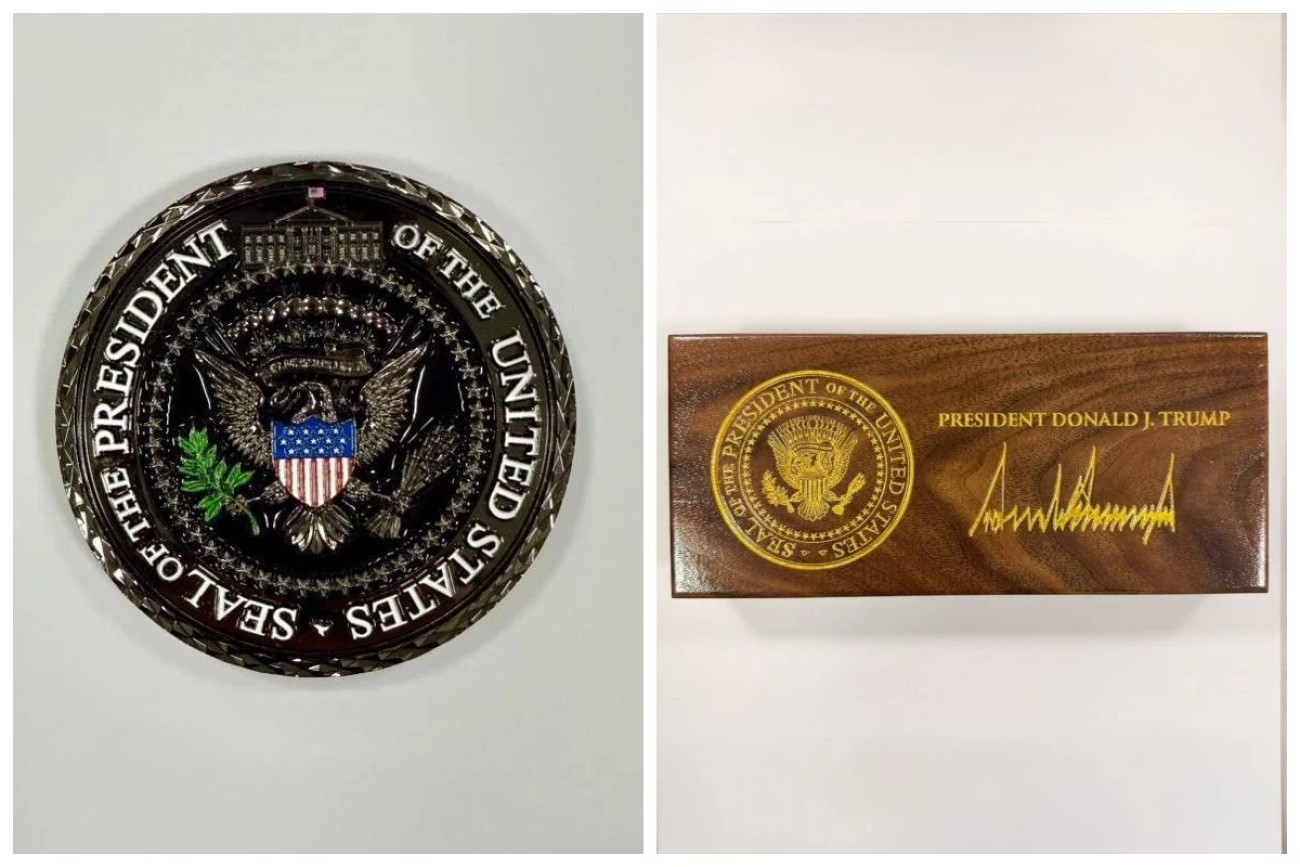 SEAL OF THE PRESIDENT OF THE UNITED STATES
SEAL OF THE PRESIDENT OF THE UNITED STATES
PRESIDENT DONALD J. TRUMP